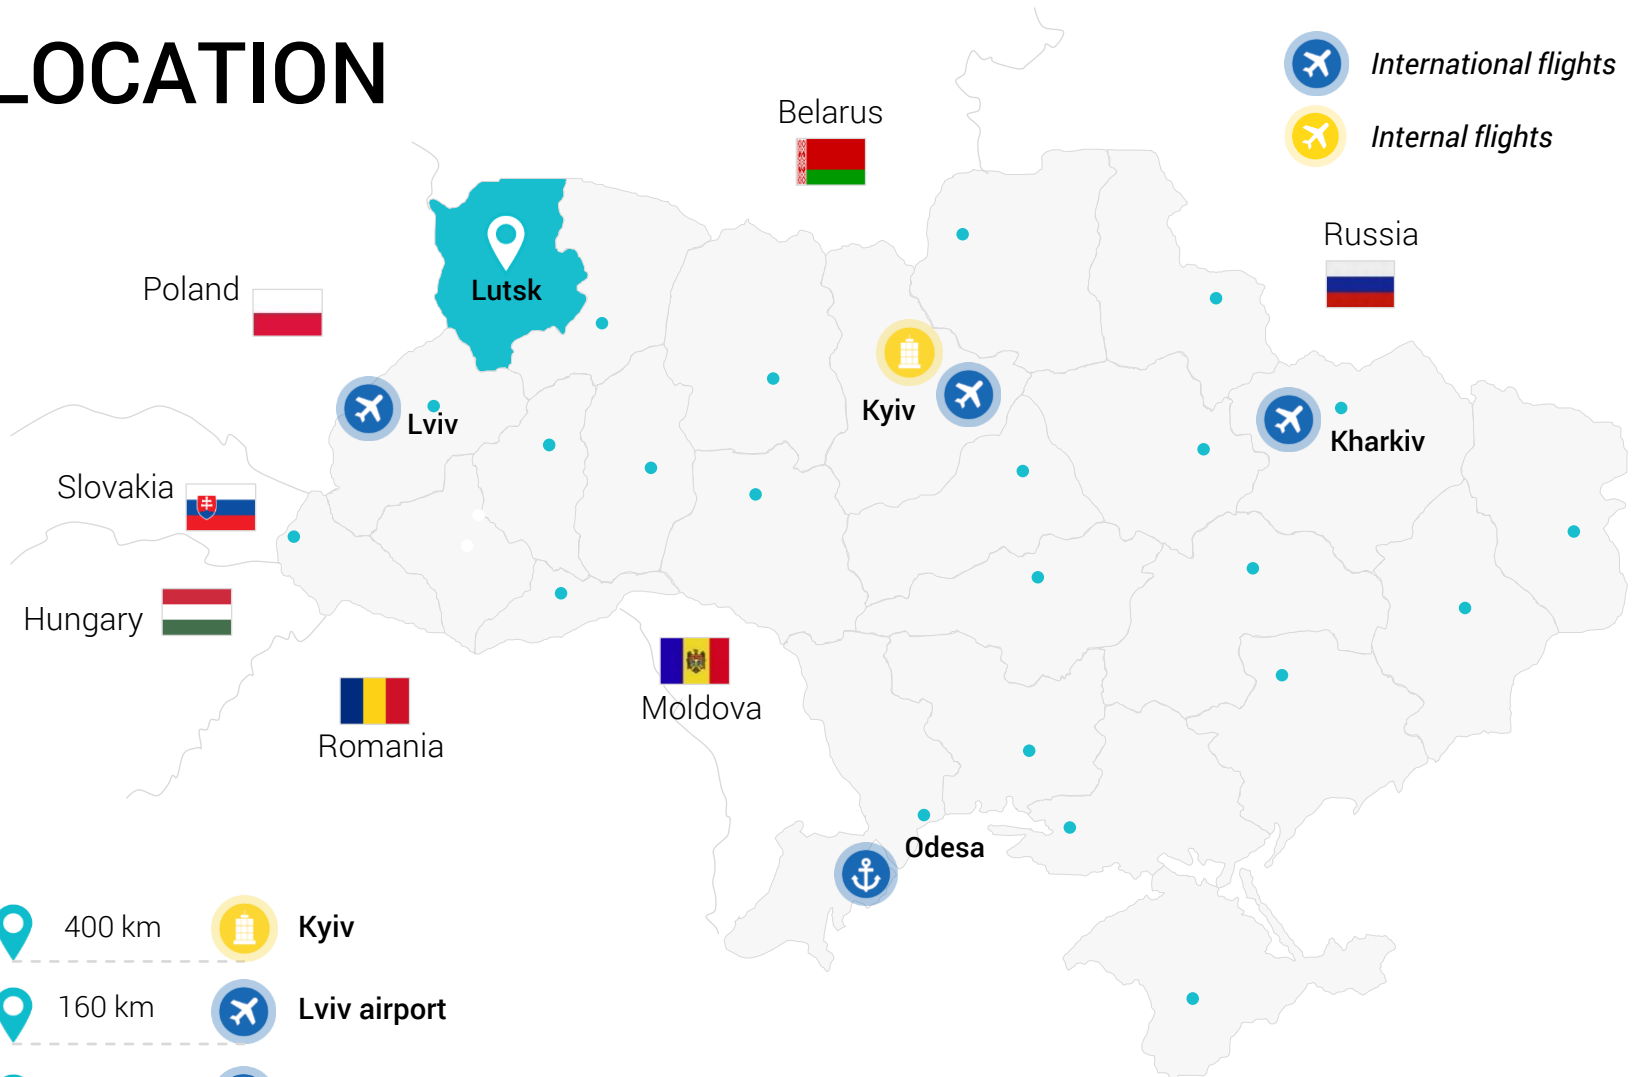 LOCATION
International flights
Internal flights
Belarus
Russia
Poland
Lutsk
Kyiv
Lviv
Kharkiv
Slovakia
Hungary
Moldova
Romania
Odesa
400 km
Kyiv
160 km
Lviv airport